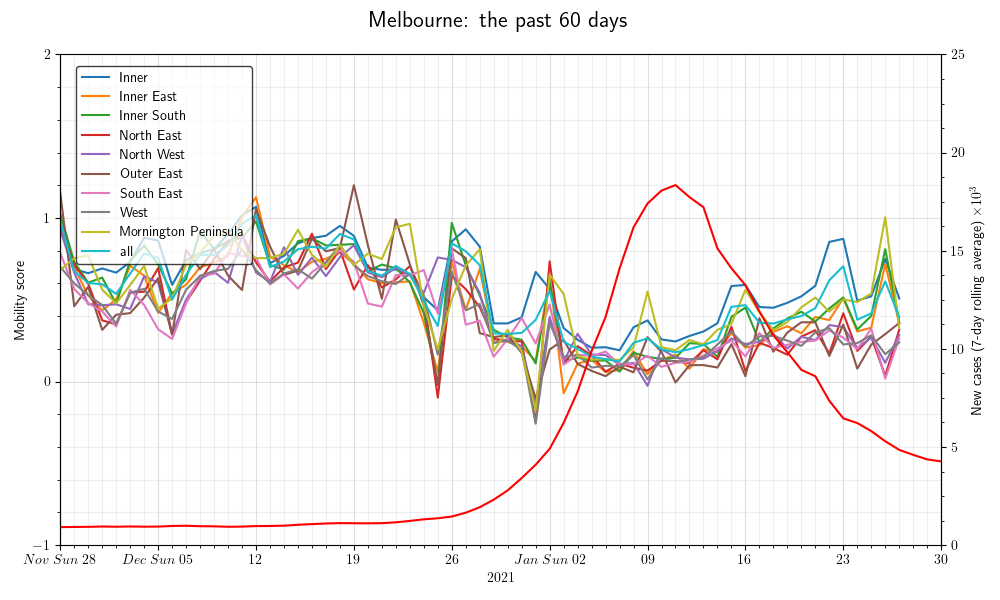 Melbourne: the past 60 days
2
1
0
−1
Mobility score
Inner
Inner East
Inner South
North East
North West
Outer East
South East
West
Mornington Peninsula
all
25
20
15
10
5
0
New cases (7-day rolling average) ×10³
Nov Sun 28 Dec Sun 05 12 19 26 Jan Sun 02 09 16 23 30
2021